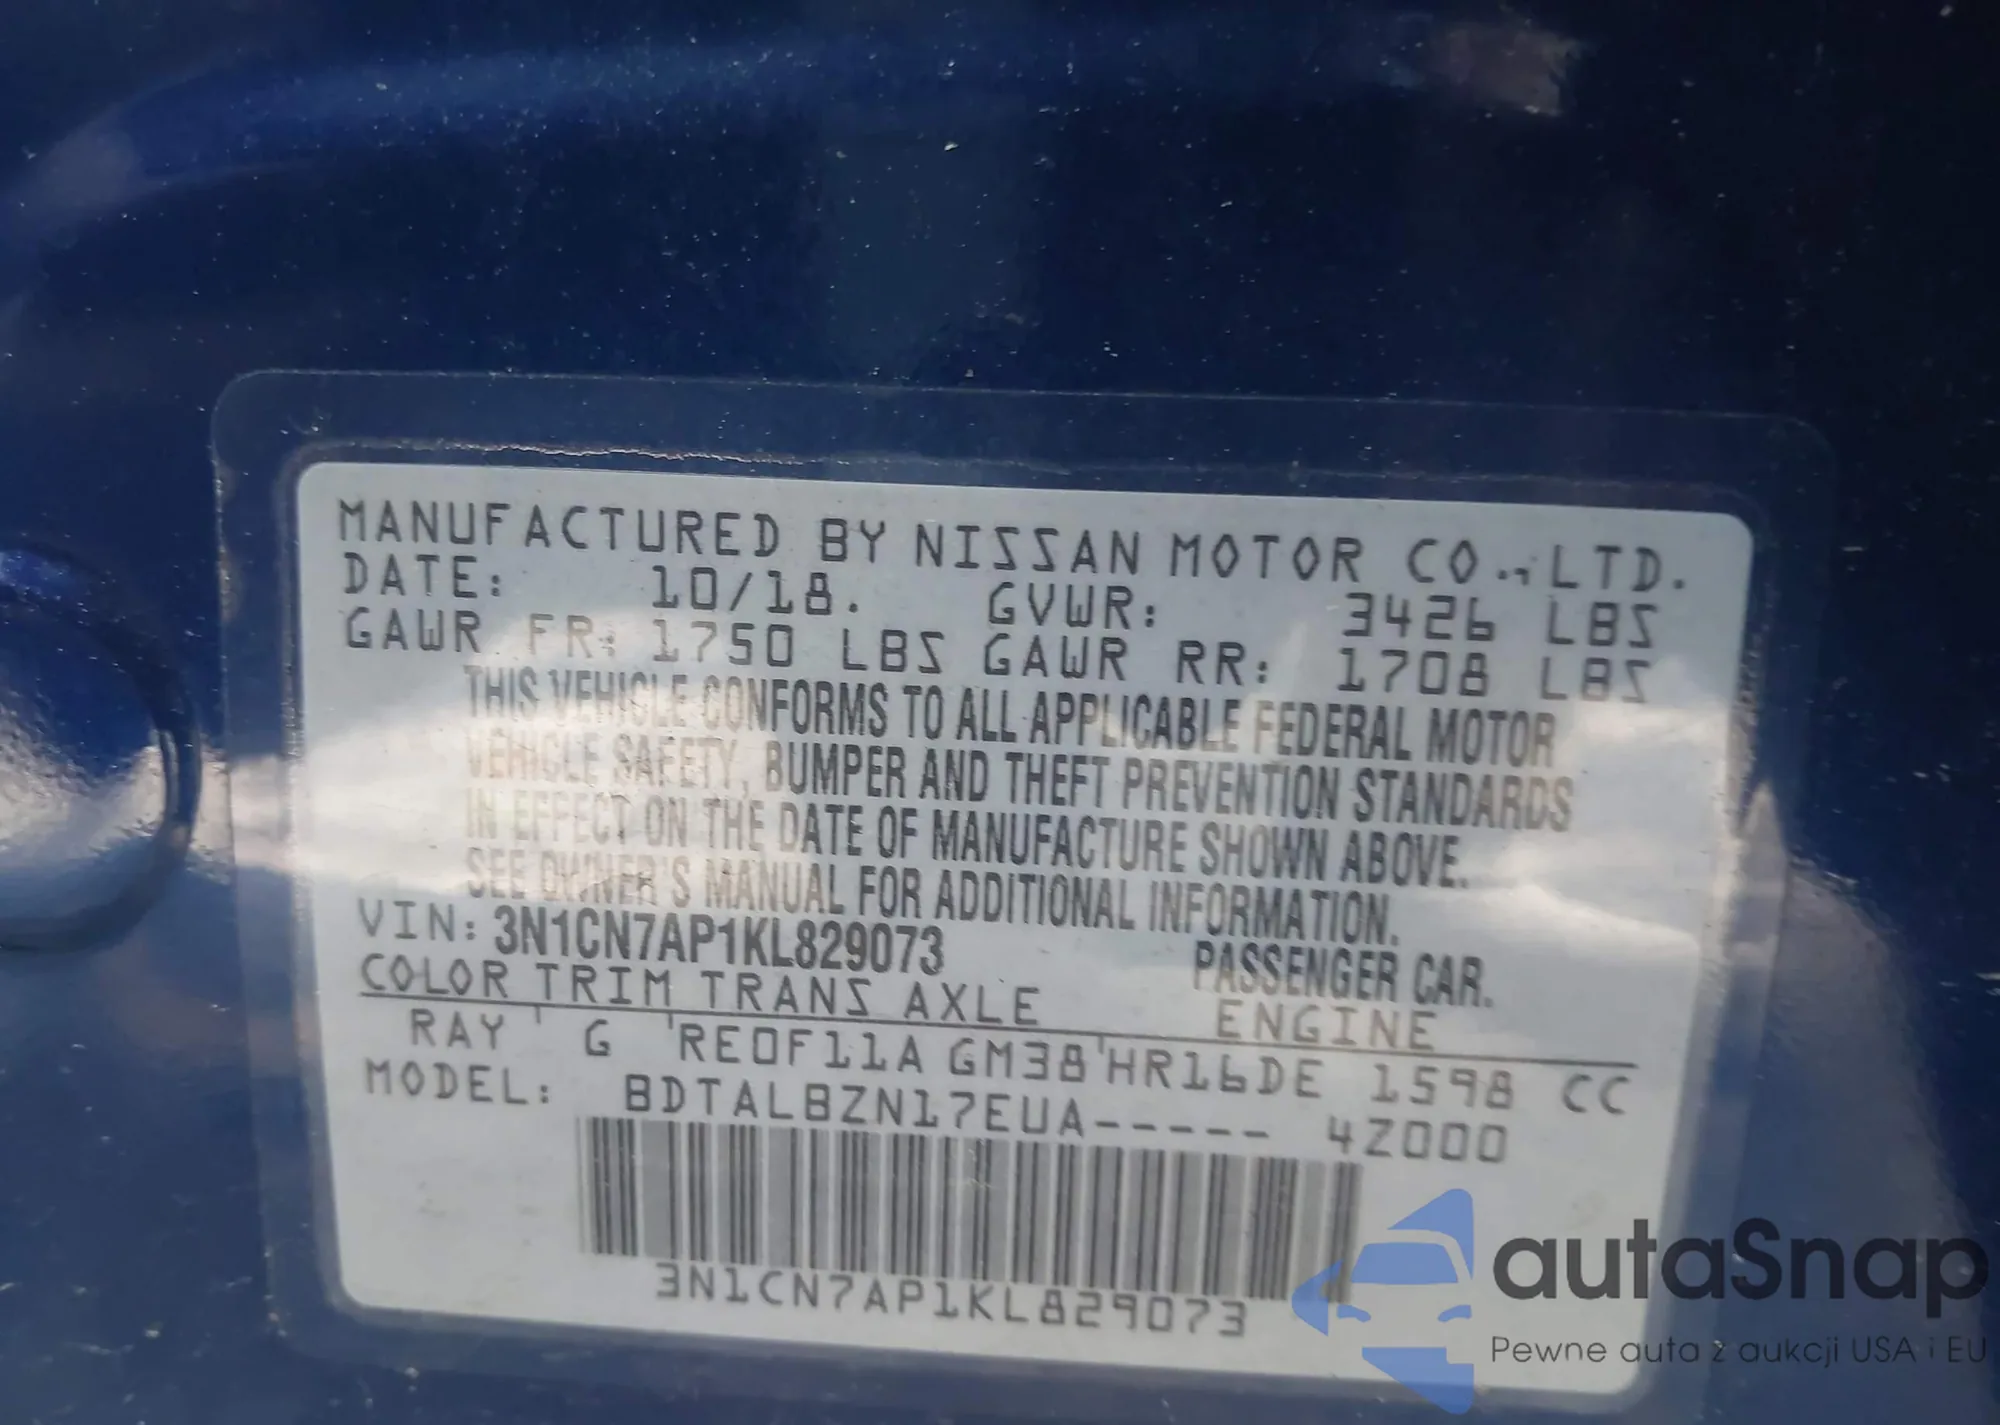 MANUFACTURED BY NISSAN MOTOR CO., LTD.
DATE: 10/18. GVWR: 3426 LBS
GAWR FR: 1750 LBS GAWR RR: 1708 LBS
THIS VEHICLE CONFORMS TO ALL APPLICABLE FEDERAL MOTOR
VEHICLE SAFETY, BUMPER AND THEFT PREVENTION STANDARDS
IN EFFECT ON THE DATE OF MANUFACTURE SHOWN ABOVE.
SEE OWNER'S MANUAL FOR ADDITIONAL INFORMATION.
VIN: 3N1CN7AP1KL829073 PASSENGER CAR.
COLOR TRIM TRANS AXLE ENGINE
RAY ' G 'RE0F11A GM38'HR16DE 1598 CC
MODEL: BDTALBZN17EUA----- 4Z000
3N1CN7AP1KL829073
autaSnap
Pewne auta z aukcji USA i EU